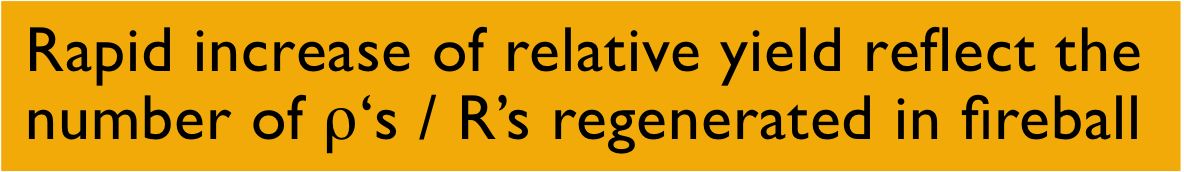 Rapid increase of relative yield reflect the
number of ρ‘s / R’s regenerated in fireball